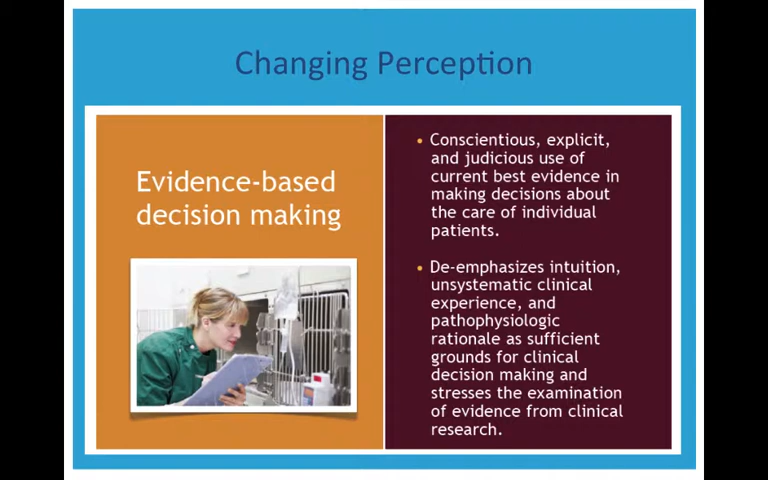 Changing Perception
Evidence-based
decision making
• Conscientious, explicit,
and judicious use of
current best evidence in
making decisions about
the care of individual
patients.
• De-emphasizes intuition,
unsystematic clinical
experience, and
pathophysiologic
rationale as sufficient
grounds for clinical
decision making and
stresses the examination
of evidence from clinical
research.